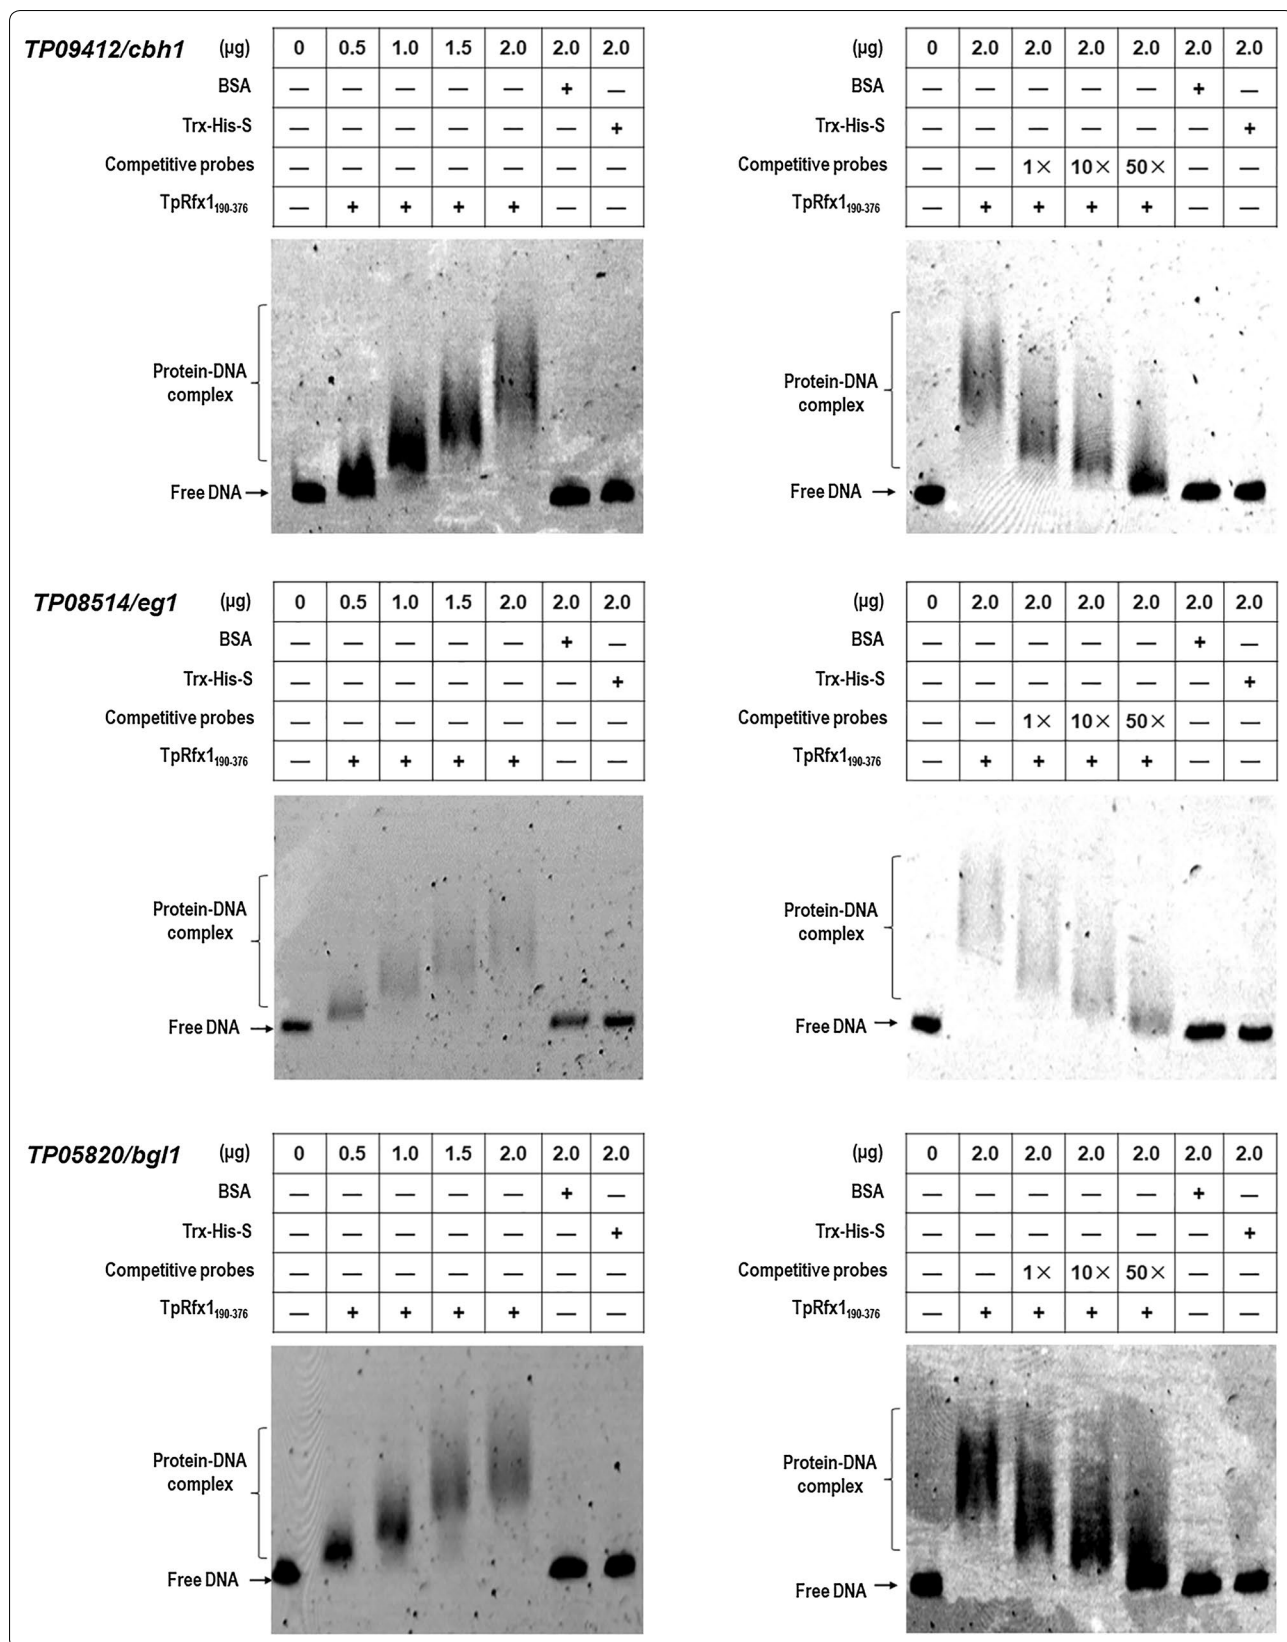 TP09412/cbh1 (µg) 0 0.5 1.0 1.5 2.0 2.0 2.0
BSA — — — — — + —
Trx-His-S — — — — — — +
Competitive probes — — — — — — —
TpRfx1190-376 — + + + + — —
Protein-DNA
complex
Free DNA
(µg) 0 2.0 2.0 2.0 2.0 2.0 2.0
BSA — — — — — + —
Trx-His-S — — — — — — +
Competitive probes — — 1× 10× 50× — —
TpRfx1190-376 — + + + + — —
Protein-DNA
complex
Free DNA
TP08514/eg1 (µg) 0 0.5 1.0 1.5 2.0 2.0 2.0
BSA — — — — — + —
Trx-His-S — — — — — — +
Competitive probes — — — — — — —
TpRfx1190-376 — + + + + — —
Protein-DNA
complex
Free DNA
(µg) 0 2.0 2.0 2.0 2.0 2.0 2.0
BSA — — — — — + —
Trx-His-S — — — — — — +
Competitive probes — — 1× 10× 50× — —
TpRfx1190-376 — + + + + — —
Protein-DNA
complex
Free DNA
TP05820/bgl1 (µg) 0 0.5 1.0 1.5 2.0 2.0 2.0
BSA — — — — — + —
Trx-His-S — — — — — — +
Competitive probes — — — — — — —
TpRfx1190-376 — + + + + — —
Protein-DNA
complex
Free DNA
(µg) 0 2.0 2.0 2.0 2.0 2.0 2.0
BSA — — — — — + —
Trx-His-S — — — — — — +
Competitive probes — — 1× 10× 50× — —
TpRfx1190-376 — + + + + — —
Protein-DNA
complex
Free DNA